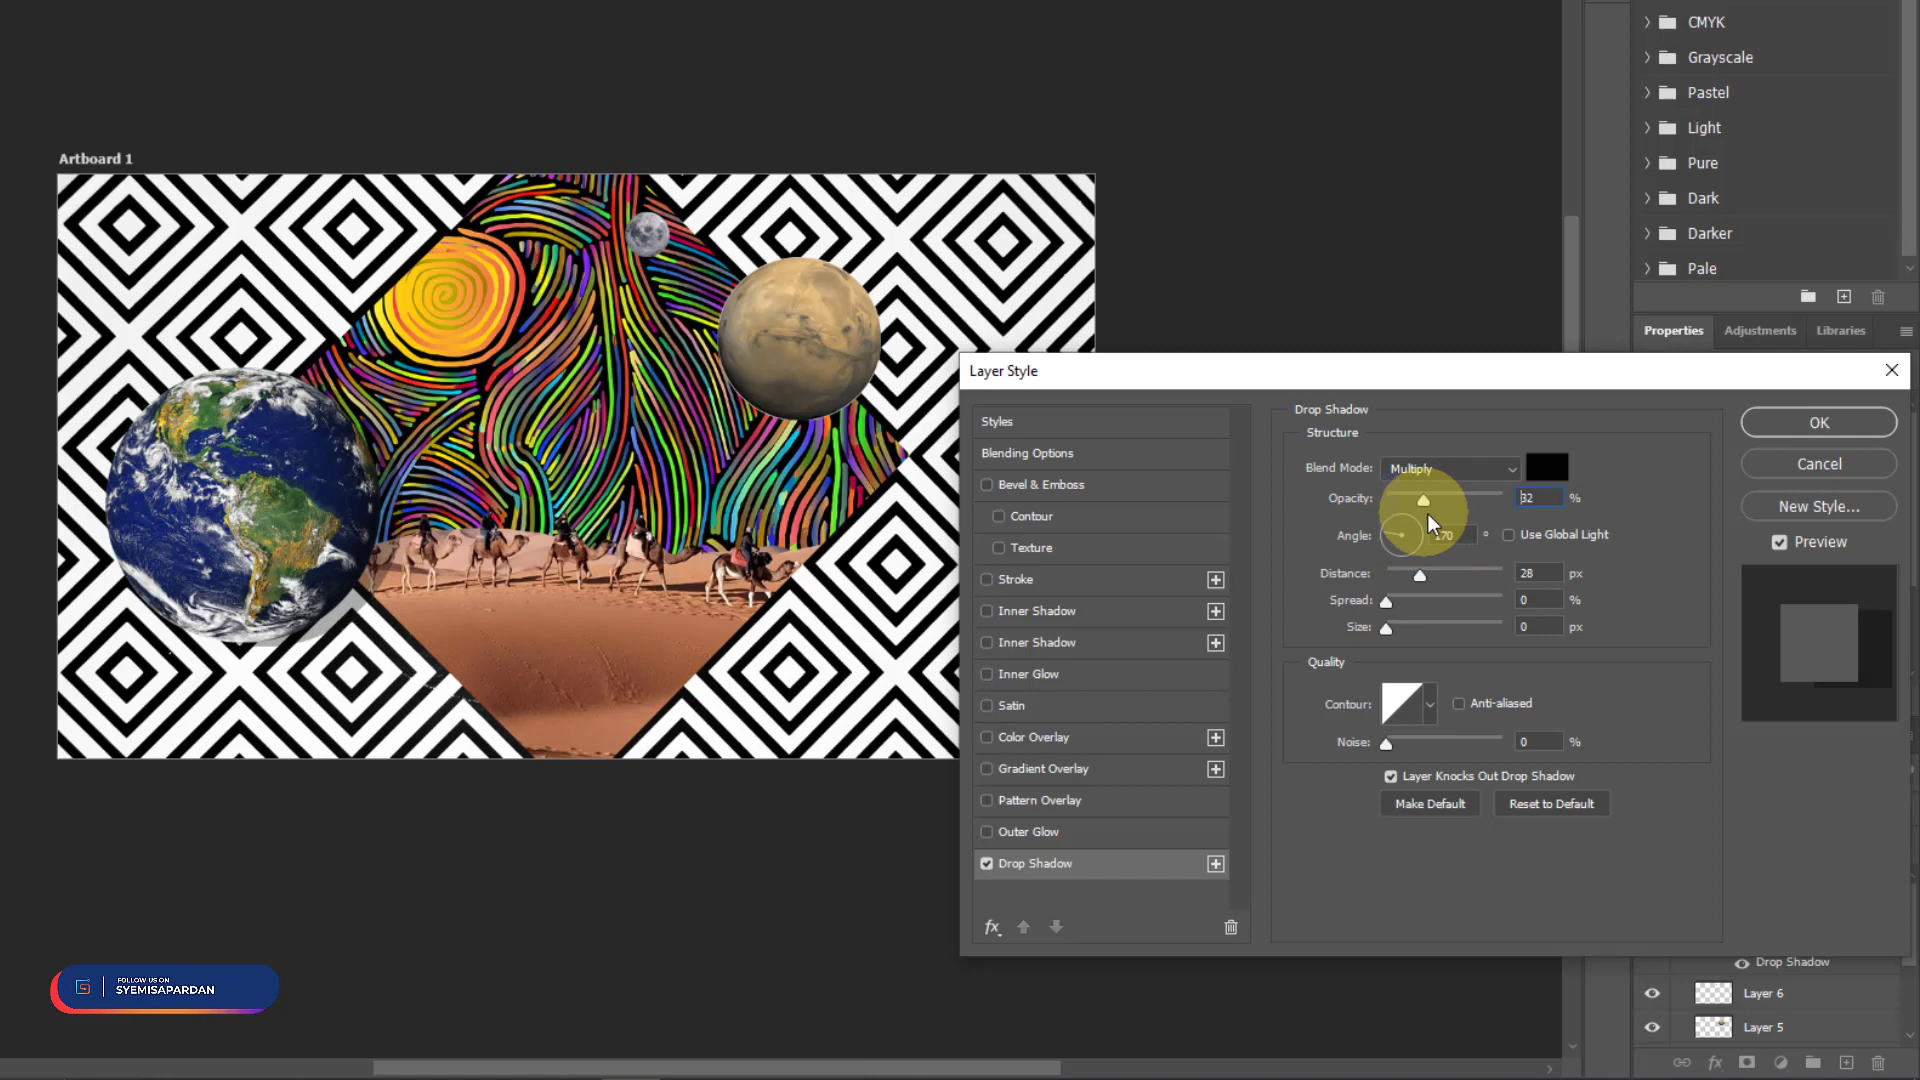 CMYK
Grayscale
Pastel
Light
Pure
Dark
Darker
Pale
Artboard 1
Properties Adjustments Libraries
Layer Style
Styles
Blending Options
Bevel & Emboss
Contour
Texture
Stroke
Inner Shadow
Inner Shadow
Inner Glow
Satin
Color Overlay
Gradient Overlay
Pattern Overlay
Outer Glow
Drop Shadow
fx
Drop Shadow
Structure
Blend Mode: Multiply
Opacity: 32 %
Angle: 170 °
Use Global Light
Distance: 28 px
Spread: 0 %
Size: 0 px
Quality
Contour:
Anti-aliased
Noise: 0 %
Layer Knocks Out Drop Shadow
Make Default Reset to Default
OK
Cancel
New Style...
Preview
Drop Shadow
Layer 6
Layer 5
fx
FOLLOW US ON
SYEMISAPARDAN